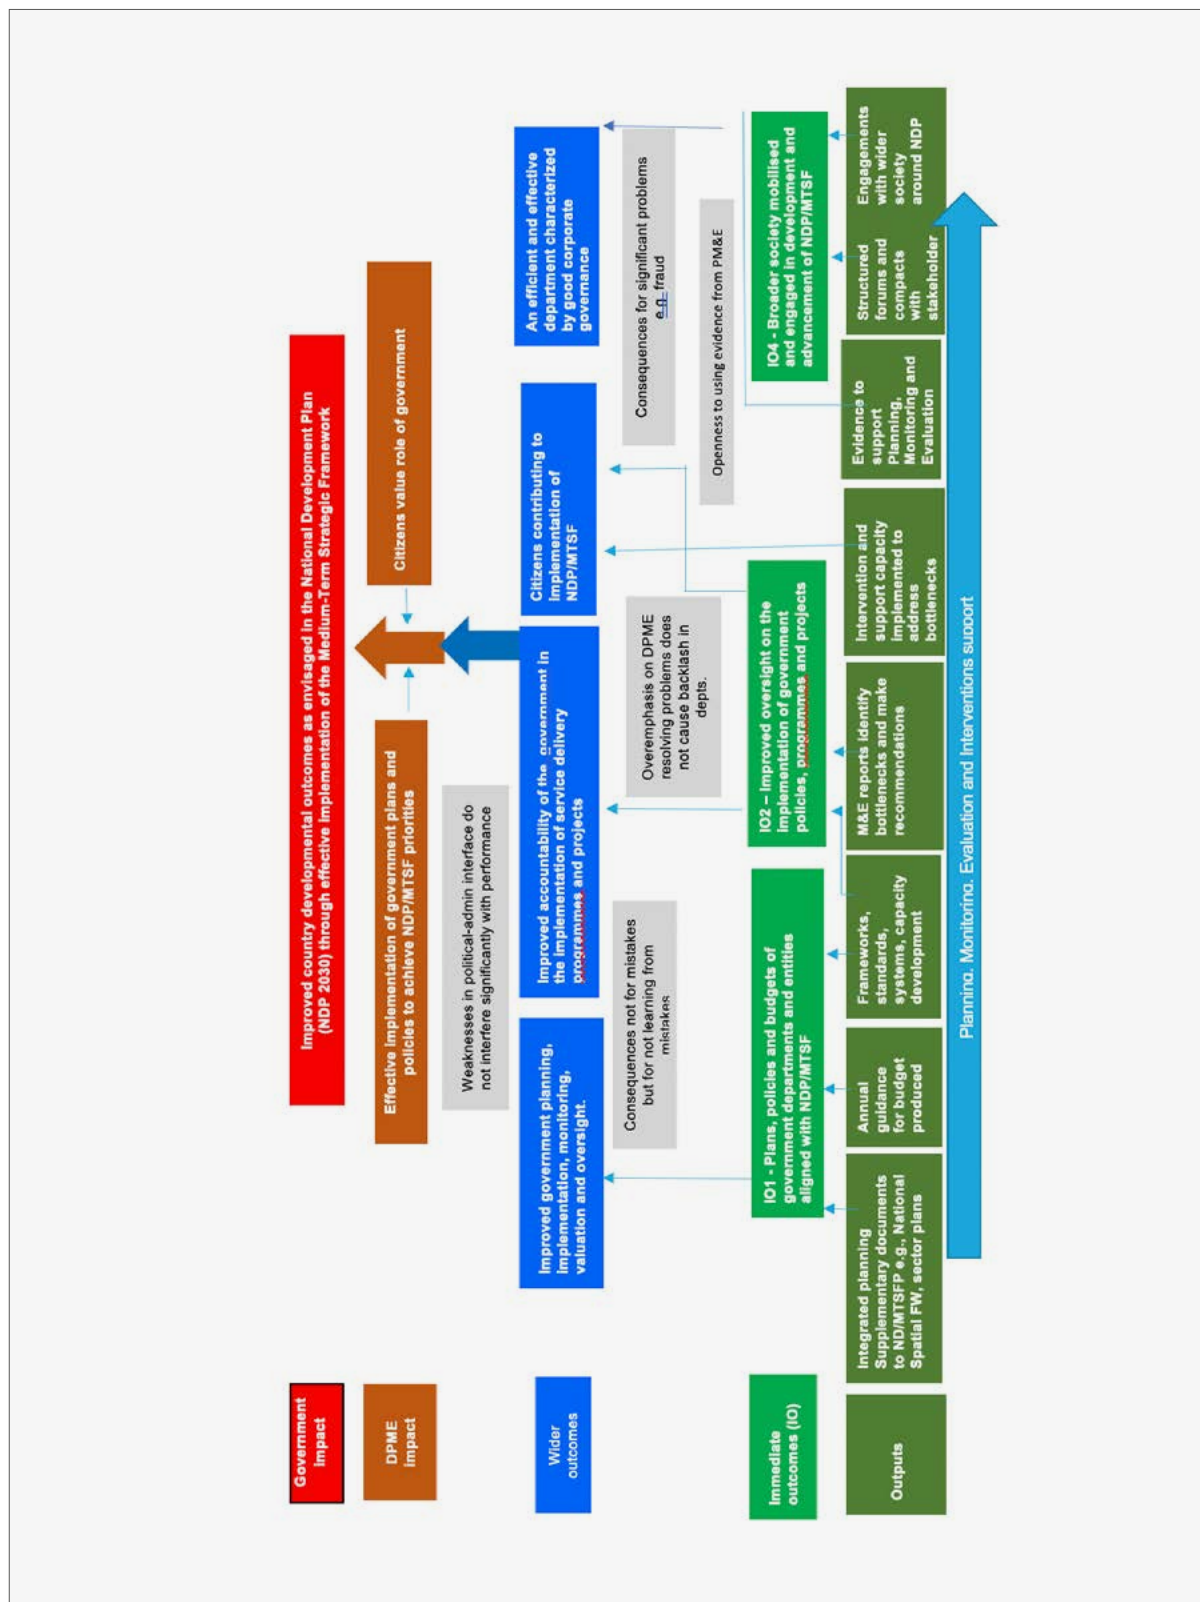 Government
impact
Improved country developmental outcomes as envisaged in the National Development Plan
(NDP 2030) through effective implementation of the Medium-Term Strategic Framework
DPME
impact
Effective implementation of government plans and
policies to achieve NDP/MTSF priorities
Citizens value role of government
Weaknesses in political-admin interface do
not interfere significantly with performance
Wider
outcomes
Improved government planning,
implementation, monitoring,
valuation and oversight.
Improved accountability of the government in
the implementation of service delivery
programmes and projects
Citizens contributing to
implementation of
NDP/MTSF
An efficient and effective
department characterized
by good corporate
governance
Consequences not for mistakes
but for not learning from
mistakes
Overemphasis on DPME
resolving problems does
not cause backlash in
depts.
Consequences for significant problems
e.g. fraud
Openness to using evidence from PM&E
Immediate
outcomes (IO)
IO1 - Plans, policies and budgets of
government departments and entities
aligned with NDP/MTSF
IO2 – Improved oversight on the
implementation of government
policies, programmes and projects
IO4 - Broader society mobilised
and engaged in development and
advancement of NDP/MTSF
Outputs
Integrated planning
Supplementary documents
to ND/MTSFP e.g., National
Spatial FW, sector plans
Annual
guidance
for budget
produced
Frameworks,
standards,
systems, capacity
development
M&E reports identify
bottlenecks and make
recommendations
Intervention and
support capacity
implemented to
address
bottlenecks
Evidence to
support
Planning,
Monitoring and
Evaluation
Structured
forums and
compacts
with
stakeholder
Engagements
with wider
society
around NDP
Planning, Monitoring, Evaluation and Interventions support